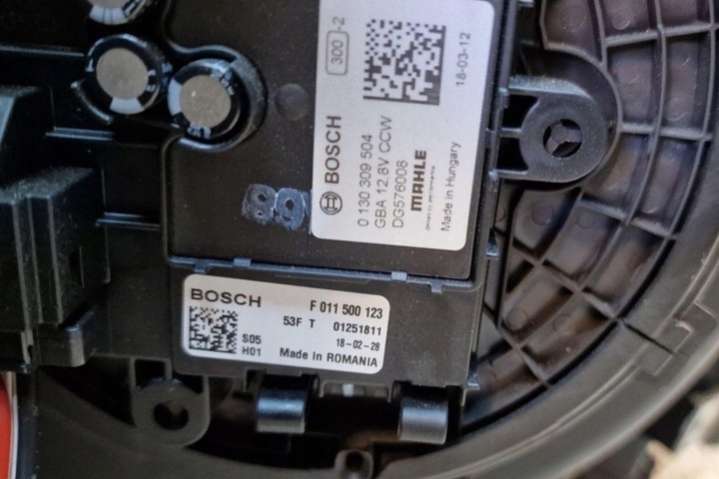 300 -2
18-03-12
BOSCH
0 130 309 504
GBA 12.8V CCW
DG576008
MAHLE
Made in Hungary
89
BOSCH
F 011 500 123
53F T 01251811
S05 18-02-28
H01 Made in ROMANIA